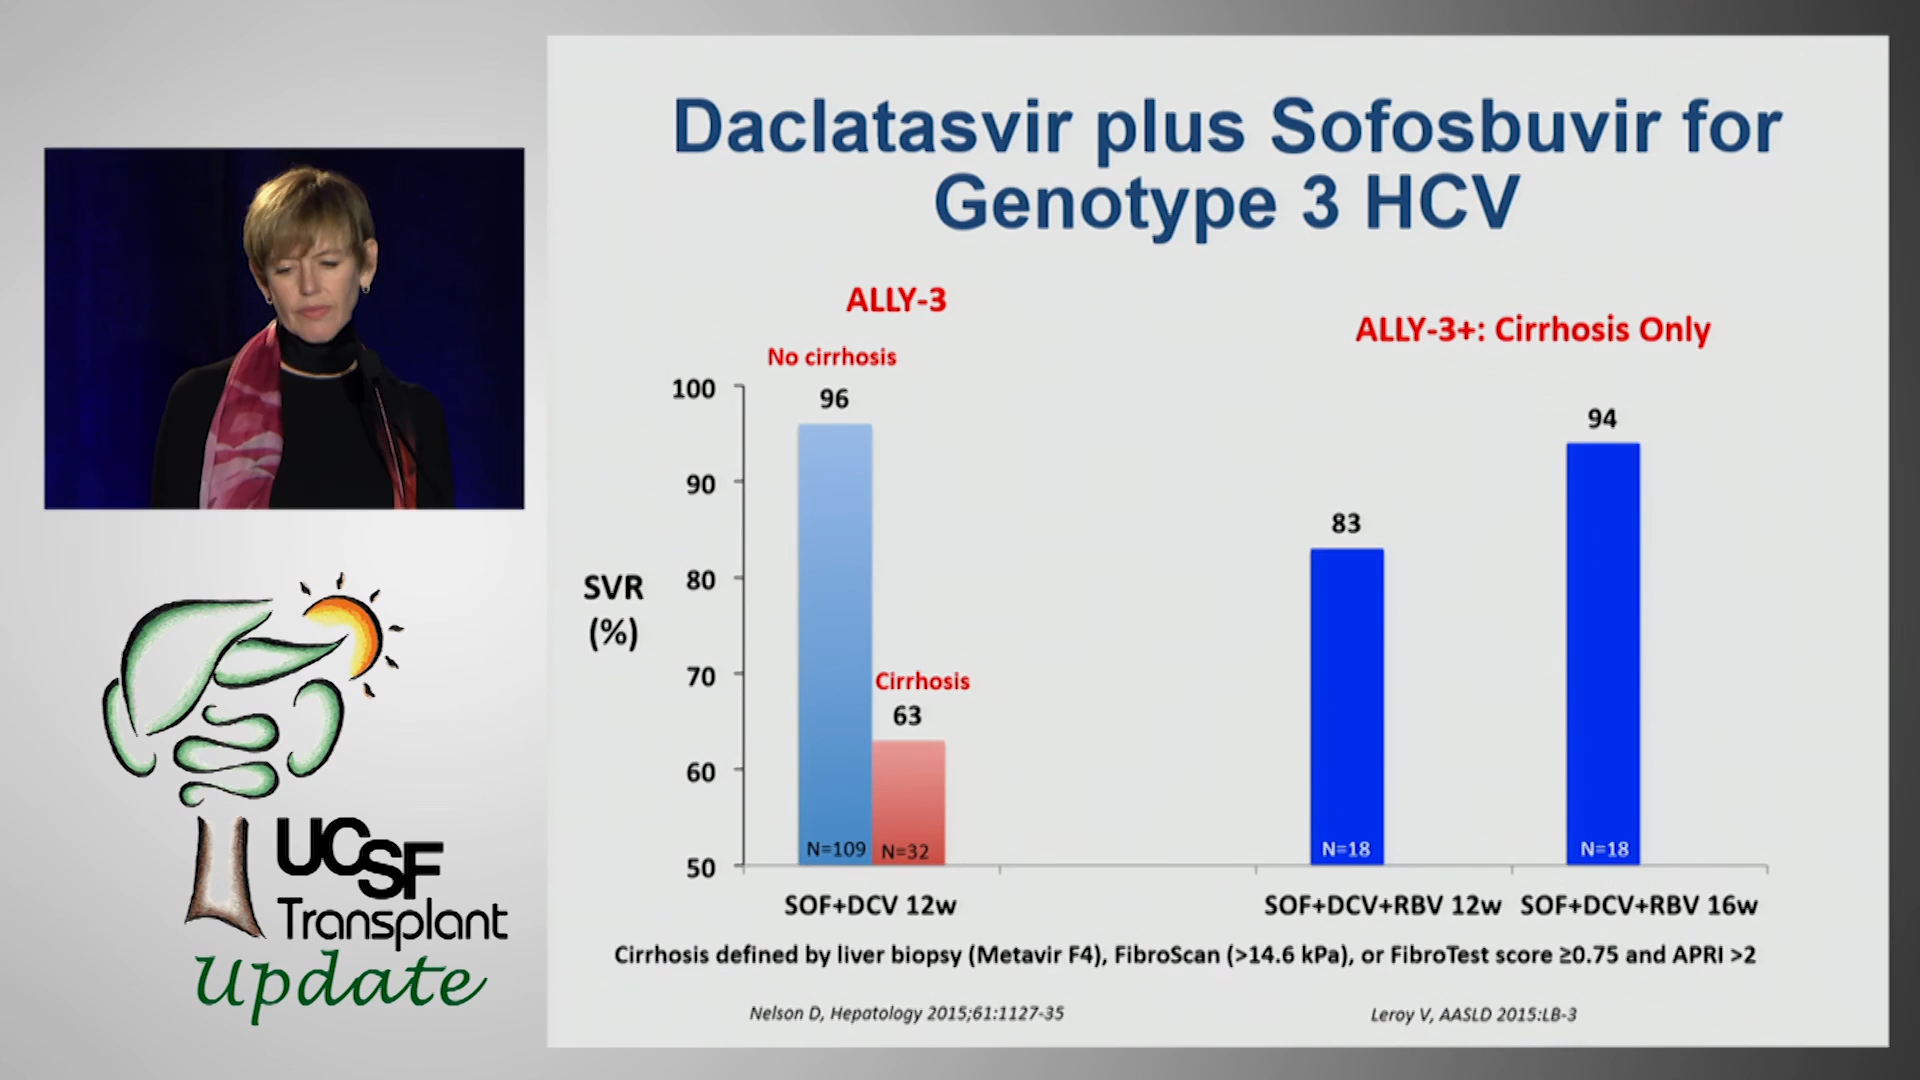 Daclatasvir plus Sofosbuvir for
Genotype 3 HCV
ALLY-3
ALLY-3+: Cirrhosis Only
No cirrhosis
96
94
83
Cirrhosis
63
SVR
(%)
100
90
80
70
60
50
N=109
N=32
N=18
N=18
SOF+DCV 12w
SOF+DCV+RBV 12w
SOF+DCV+RBV 16w
Cirrhosis defined by liver biopsy (Metavir F4), FibroScan (>14.6 kPa), or FibroTest score ≥0.75 and APRI >2
Nelson D, Hepatology 2015;61:1127-35
Leroy V, AASLD 2015:LB-3
UCSF
Transplant
Update